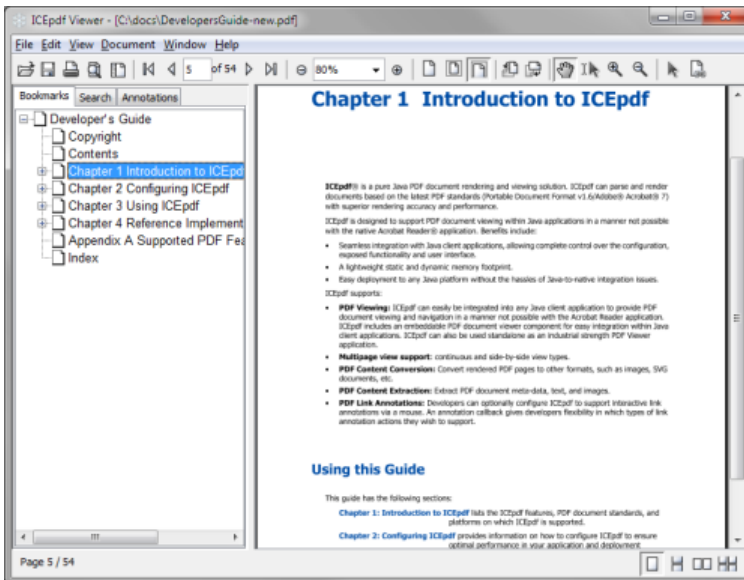 ICEpdf Viewer - [C:\docs\DevelopersGuide-new.pdf]
File Edit View Document Window Help
5 of 54 80%
Bookmarks Search Annotations
Developer's Guide
Copyright
Contents
Chapter 1 Introduction to ICEpd
Chapter 2 Configuring ICEpdf
Chapter 3 Using ICEpdf
Chapter 4 Reference Implement
Appendix A Supported PDF Fea
Index
Chapter 1 Introduction to ICEpdf
ICEpdf® is a pure Java PDF document rendering and viewing solution. ICEpdf can parse and render
documents based on the latest PDF standards (Portable Document Format v1.6/Adobe® Acrobat® 7)
with superior rendering accuracy and performance.
ICEpdf is designed to support PDF document viewing within Java applications in a manner not possible
with the native Acrobat Reader® application. Benefits include:
• Seamless integration with Java client applications, allowing complete control over the configuration,
exposed functionality and user interface.
• A lightweight static and dynamic memory footprint.
• Easy deployment to any Java platform without the hassles of Java-to-native integration issues.
ICEpdf supports:
• PDF Viewing: ICEpdf can easily be integrated into any Java client application to provide PDF
document viewing and navigation in a manner not possible with the Acrobat Reader application.
ICEpdf includes an embeddable PDF document viewer component for easy integration within Java
client applications. ICEpdf can also be used standalone as an industrial strength PDF Viewer
application.
• Multipage view support: continuous and side-by-side view types.
• PDF Content Conversion: Convert rendered PDF pages to other formats, such as images, SVG
documents, etc.
• PDF Content Extraction: Extract PDF document meta-data, text, and images.
• PDF Link Annotations: Developers can optionally configure ICEpdf to support interactive link
annotations via a mouse. An annotation callback gives developers flexibility in which types of link
annotation actions they wish to support.
Using this Guide
This guide has the following sections:
Chapter 1: Introduction to ICEpdf lists the ICEpdf features, PDF document standards, and
platforms on which ICEpdf is supported.
Chapter 2: Configuring ICEpdf provides information on how to configure ICEpdf to ensure
optimal performance in your application and deployment
Page 5 / 54